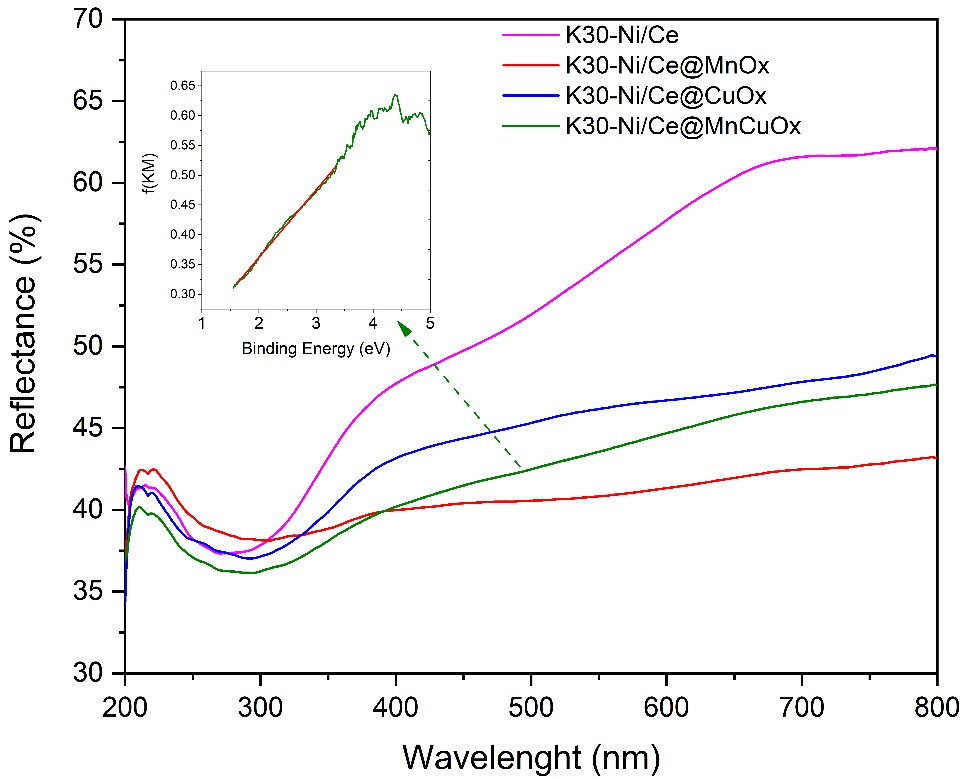 70
65
60
55
50
45
40
35
30
Reflectance (%)
K30-Ni/Ce
K30-Ni/Ce@MnOx
K30-Ni/Ce@CuOx
K30-Ni/Ce@MnCuOx
0.65
0.60
0.55
0.50
0.45
0.40
0.35
0.30
f(KM)
1 2 3 4 5
Binding Energy (eV)
200 300 400 500 600 700 800
Wavelenght (nm)